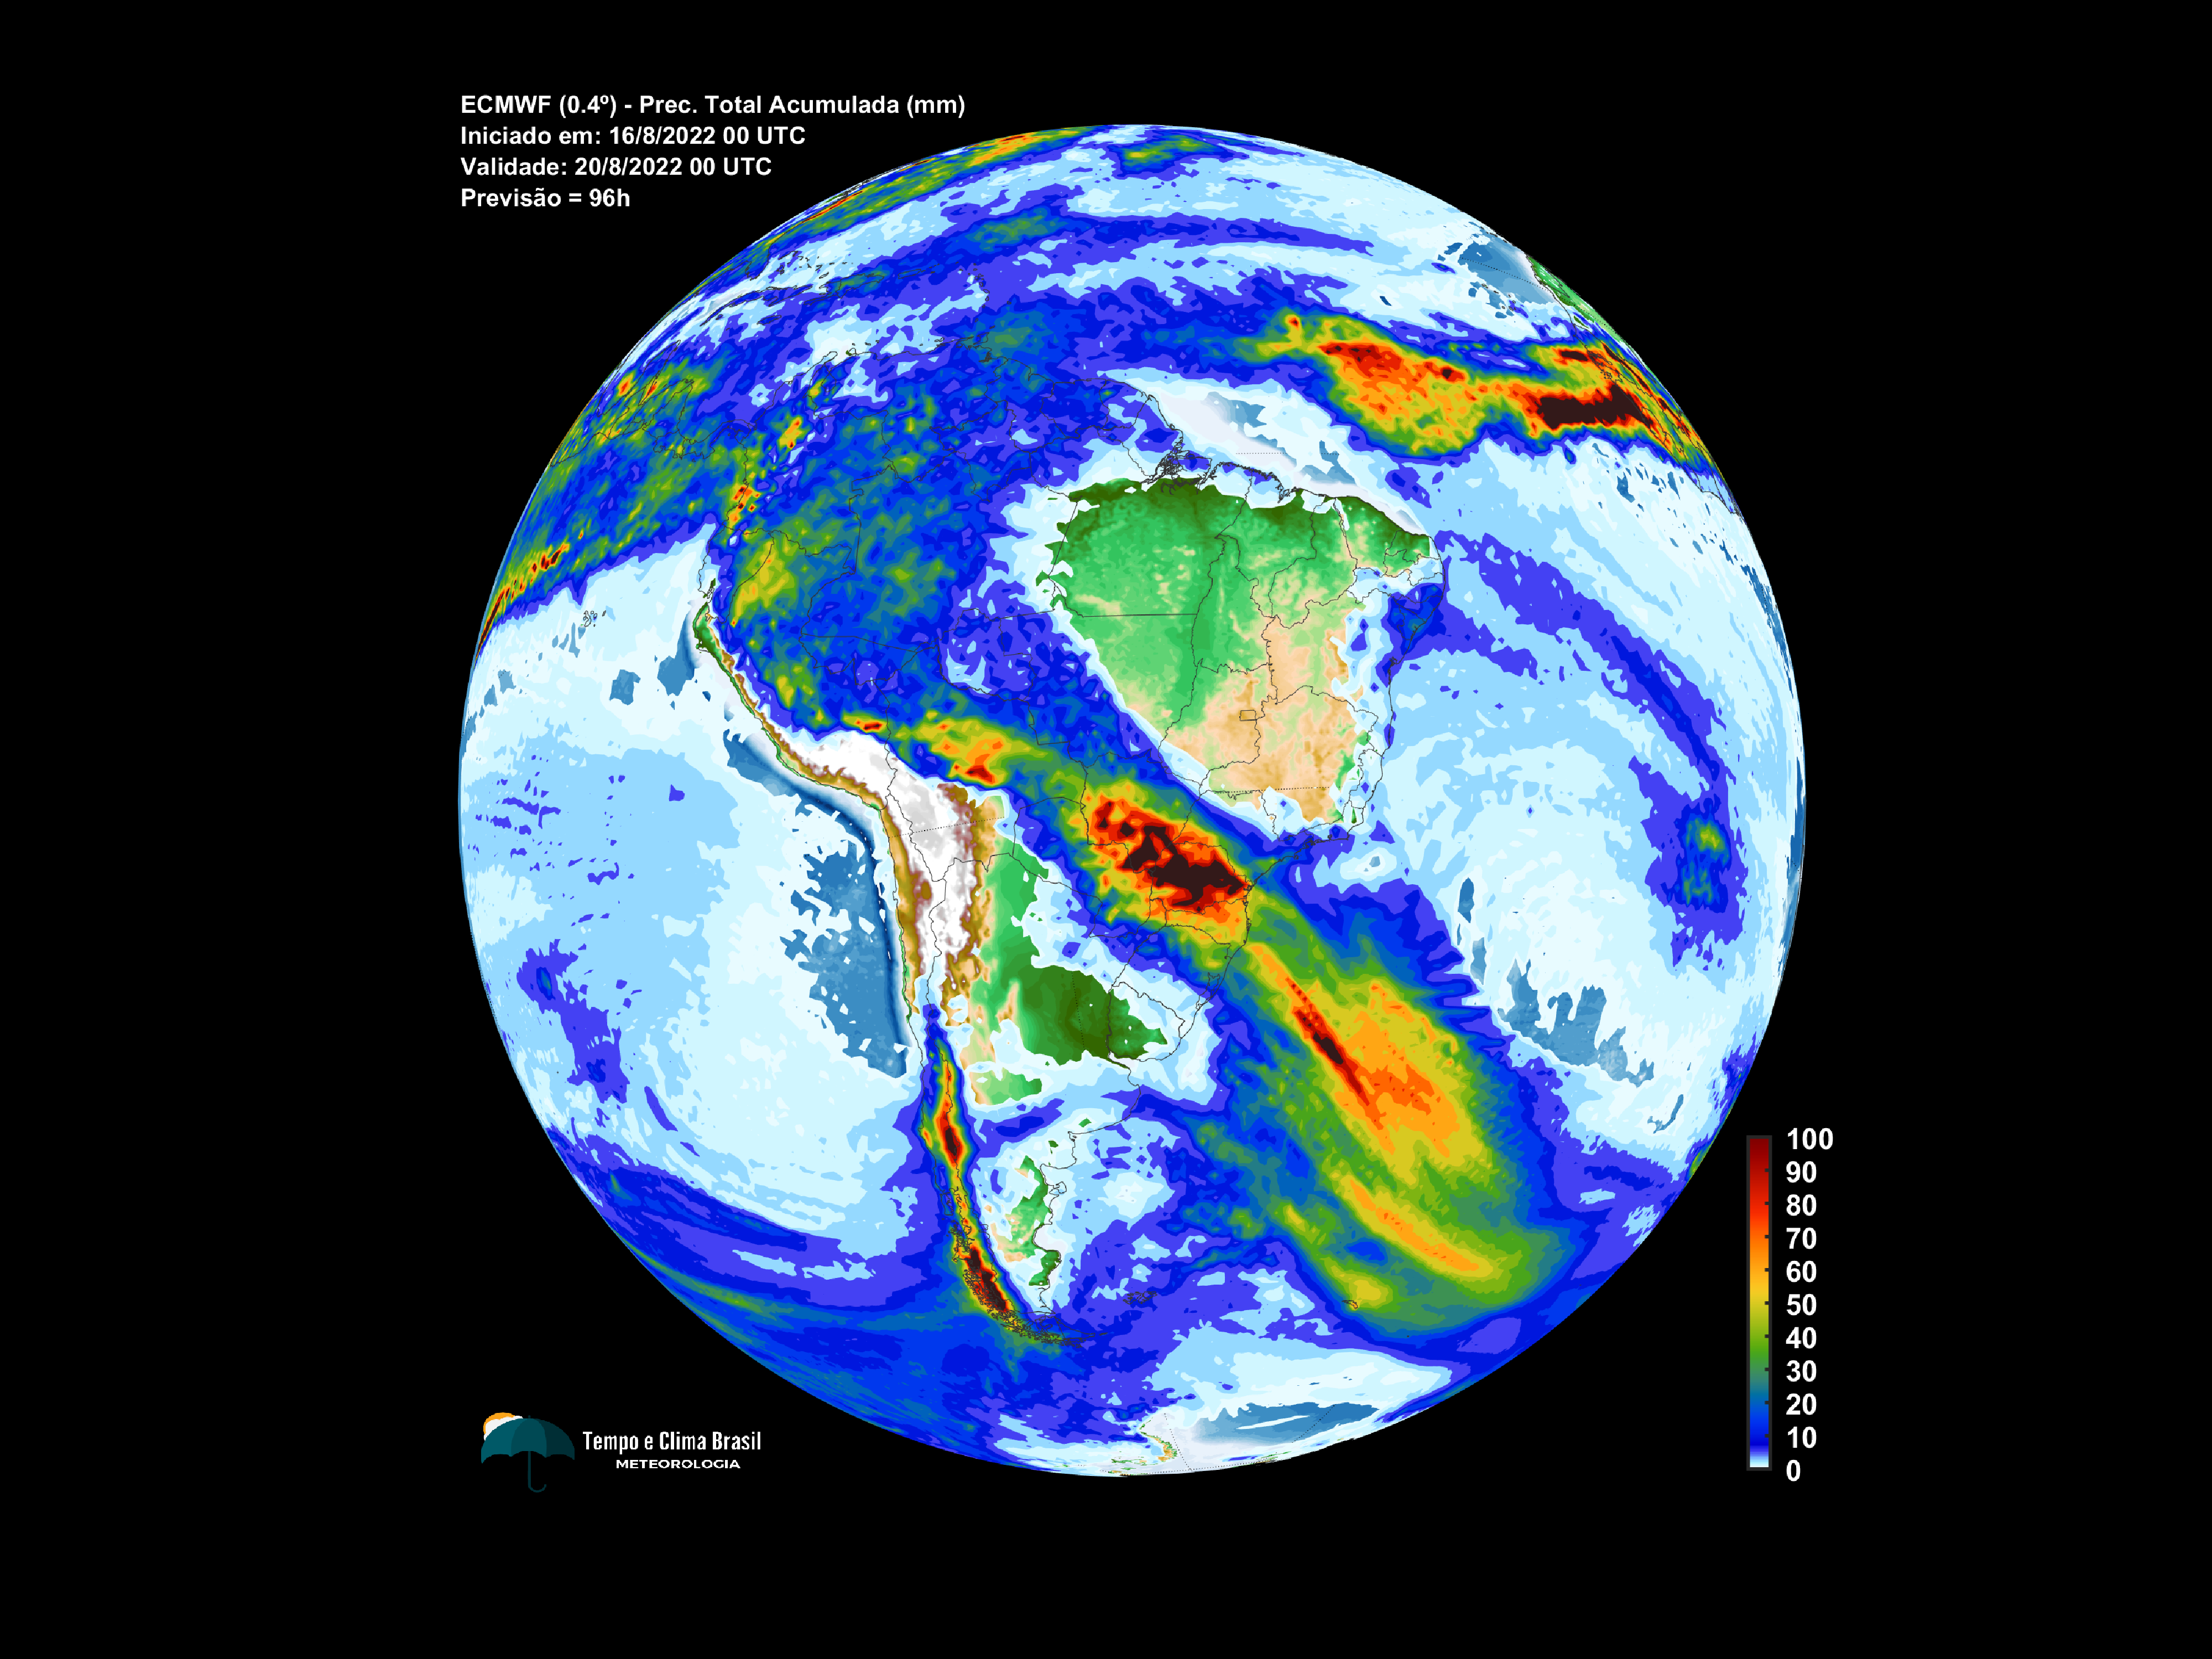 ECMWF (0.4º) - Prec. Total Acumulada (mm)
Iniciado em: 16/8/2022 00 UTC
Validade: 20/8/2022 00 UTC
Previsão = 96h
100
90
80
70
60
50
40
30
20
10
0
Tempo e Clima Brasil
METEOROLOGIA